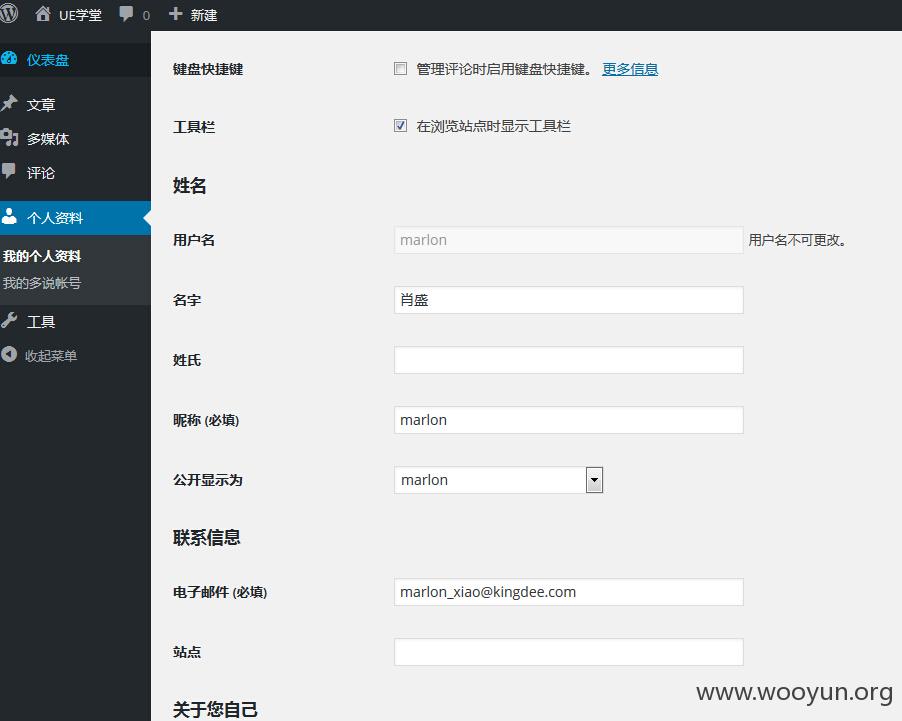 UE学堂 0 新建
仪表盘
文章
多媒体
评论
个人资料
我的个人资料
我的多说帐号
工具
收起菜单
键盘快捷键 管理评论时启用键盘快捷键。 更多信息
工具栏 在浏览站点时显示工具栏
姓名
用户名 marlon 用户名不可更改。
名字 肖盛
姓氏
昵称 (必填) marlon
公开显示为 marlon
联系信息
电子邮件 (必填) marlon_xiao@kingdee.com
站点
关于您自己
www.wooyun.org